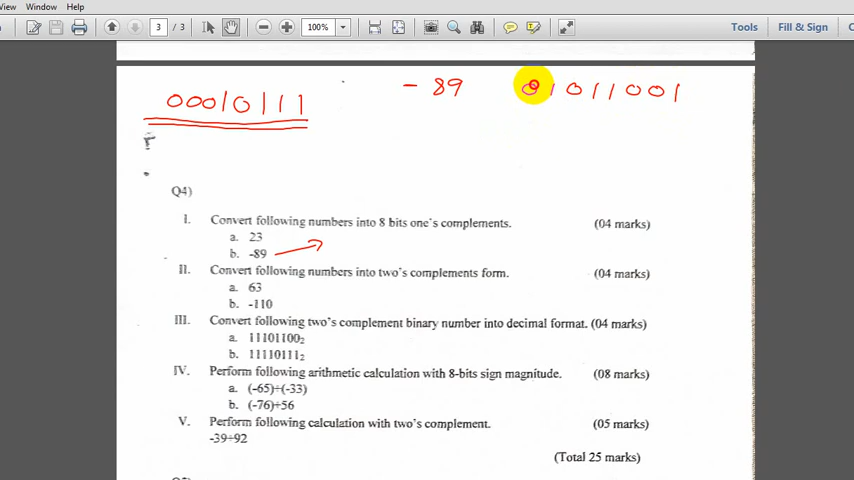 View Window Help
3 / 3 100% Tools Fill & Sign
00010111 - 89 01011001
Q4)
I. Convert following numbers into 8 bits one's complements. (04 marks)
a. 23
b. -89
II. Convert following numbers into two's complements form. (04 marks)
a. 63
b. -110
III. Convert following two's complement binary number into decimal format. (04 marks)
a. 11101100₂
b. 11110111₂
IV. Perform following arithmetic calculation with 8-bits sign magnitude. (08 marks)
a. (-65)÷(-33)
b. (-76)÷56
V. Perform following calculation with two's complement. (05 marks)
-39÷92
(Total 25 marks)